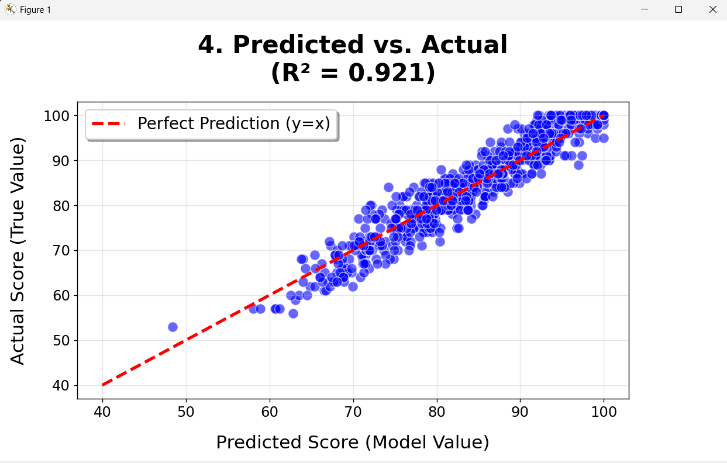 Figure 1
4. Predicted vs. Actual
(R² = 0.921)
Perfect Prediction (y=x)
Actual Score (True Value)
100
90
80
70
60
50
40
40 50 60 70 80 90 100
Predicted Score (Model Value)